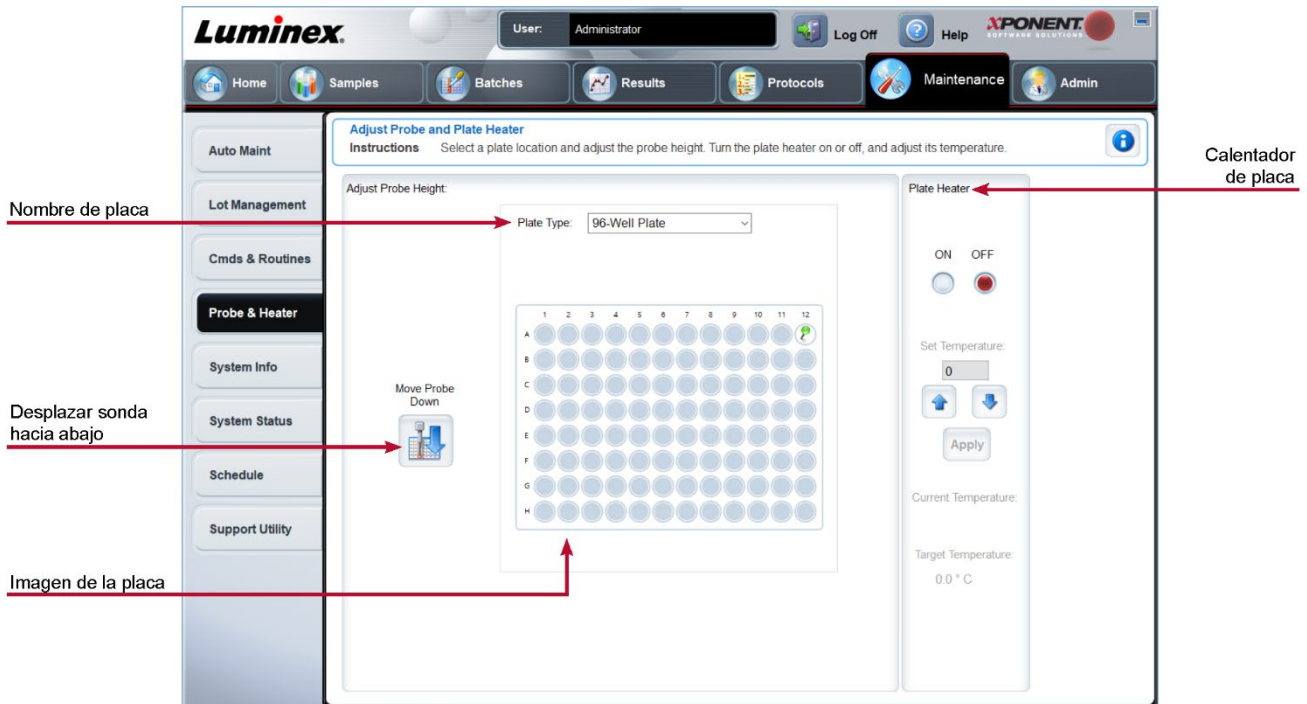 Luminex.
User: Administrator
Log Off
Help
XPONENT.
SOFTWARE SOLUTIONS
Home
Samples
Batches
Results
Protocols
Maintenance
Admin
Auto Maint
Lot Management
Cmds & Routines
Probe & Heater
System Info
System Status
Schedule
Support Utility
Adjust Probe and Plate Heater
Instructions Select a plate location and adjust the probe height. Turn the plate heater on or off, and adjust its temperature.
Adjust Probe Height:
Plate Type: 96-Well Plate
1 2 3 4 5 6 7 8 9 10 11 12
A
B
C
D
E
F
G
H
Move Probe
Down
Plate Heater
ON OFF
Set Temperature:
0
Apply
Current Temperature:
Target Temperature:
0.0 ° C
Nombre de placa
Desplazar sonda
hacia abajo
Imagen de la placa
Calentador
de placa